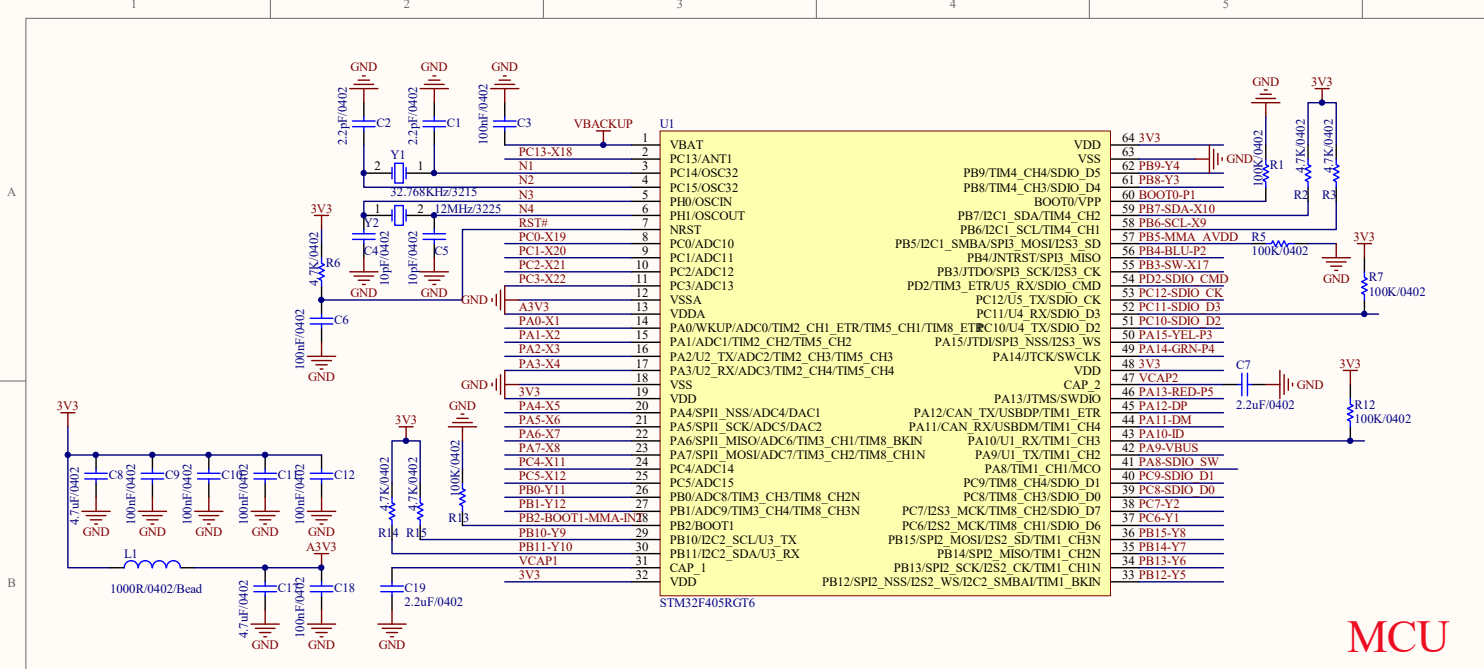 1 2 3 4 5
A
B
GND GND GND
2.2pF/0402 C2
2.2pF/0402 C1
100nF/0402 C3
VBACKUP
2 Y1 1
32.768KHz/3215
1 2 12MHz/3225
Y2
C4 10pF/0402 C5
10pF/0402
GND GND
3V3
4.7K/0402 R6
C6
100nF/0402
GND
U1
1 VBAT
PC13-X18 2 PC13/ANT1
N1 3 PC14/OSC32
N2 4 PC15/OSC32
N3 5 PH0/OSCIN
N4 6 PH1/OSCOUT
RST# 7 NRST
PC0-X19 8 PC0/ADC10
PC1-X20 9 PC1/ADC11
PC2-X21 10 PC2/ADC12
PC3-X22 11 PC3/ADC13
GND 12 VSSA
A3V3 13 VDDA
PA0-X1 14 PA0/WKUP/ADC0/TIM2_CH1_ETR/TIM5_CH1/TIM8_ETR
PA1-X2 15 PA1/ADC1/TIM2_CH2/TIM5_CH2
PA2-X3 16 PA2/U2_TX/ADC2/TIM2_CH3/TIM5_CH3
PA3-X4 17 PA3/U2_RX/ADC3/TIM2_CH4/TIM5_CH4
GND 18 VSS
3V3 19 VDD
PA4-X5 20 PA4/SPI1_NSS/ADC4/DAC1
PA5-X6 21 PA5/SPI1_SCK/ADC5/DAC2
PA6-X7 22 PA6/SPI1_MISO/ADC6/TIM3_CH1/TIM8_BKIN
PA7-X8 23 PA7/SPI1_MOSI/ADC7/TIM3_CH2/TIM8_CH1N
PC4-X11 24 PC4/ADC14
PC5-X12 25 PC5/ADC15
PB0-Y11 26 PB0/ADC8/TIM3_CH3/TIM8_CH2N
PB1-Y12 27 PB1/ADC9/TIM3_CH4/TIM8_CH3N
PB2-BOOT1-MMA-INT 28 PB2/BOOT1
PB10-Y9 29 PB10/I2C2_SCL/U3_TX
PB11-Y10 30 PB11/I2C2_SDA/U3_RX
VCAP1 31 CAP_1
3V3 32 VDD
STM32F405RGT6
VDD 64 3V3
VSS 63 GND
PB9/TIM4_CH4/SDIO_D5 62 PB9-Y4
PB8/TIM4_CH3/SDIO_D4 61 PB8-Y3
BOOT0/VPP 60 BOOT0-P1
PB7/I2C1_SDA/TIM4_CH2 59 PB7-SDA-X10
PB6/I2C1_SCL/TIM4_CH1 58 PB6-SCL-X9
PB5/I2C1_SMBA/SPI3_MOSI/I2S3_SD 57 PB5-MMA_AVDD
PB4/JNTRST/SPI3_MISO 56 PB4-BLU-P2
PB3/JTDO/SPI3_SCK/I2S3_CK 55 PB3-SW-X17
PD2/TIM3_ETR/U5_RX/SDIO_CMD 54 PD2-SDIO_CMD
PC12/U5_TX/SDIO_CK 53 PC12-SDIO_CK
PC11/U4_RX/SDIO_D3 52 PC11-SDIO_D3
PC10/U4_TX/SDIO_D2 51 PC10-SDIO_D2
PA15/JTDI/SPI3_NSS/I2S3_WS 50 PA15-YEL-P3
PA14/JTCK/SWCLK 49 PA14-GRN-P4
VDD 48 3V3
CAP_2 47 VCAP2
PA13/JTMS/SWDIO 46 PA13-RED-P5
PA12/CAN_TX/USBDP/TIM1_ETR 45 PA12-DP
PA11/CAN_RX/USBDM/TIM1_CH4 44 PA11-DM
PA10/U1_RX/TIM1_CH3 43 PA10-ID
PA9/U1_TX/TIM1_CH2 42 PA9-VBUS
PA8/TIM1_CH1/MCO 41 PA8-SDIO_SW
PC9/TIM8_CH4/SDIO_D1 40 PC9-SDIO_D1
PC8/TIM8_CH3/SDIO_D0 39 PC8-SDIO_D0
PC7/I2S3_MCK/TIM8_CH2/SDIO_D7 38 PC7-Y2
PC6/I2S2_MCK/TIM8_CH1/SDIO_D6 37 PC6-Y1
PB15/SPI2_MOSI/I2S2_SD/TIM1_CH3N 36 PB15-Y8
PB14/SPI2_MISO/TIM1_CH2N 35 PB14-Y7
PB13/SPI2_SCK/I2S2_CK/TIM1_CH1N 34 PB13-Y6
PB12/SPI2_NSS/I2S2_WS/I2C2_SMBAI/TIM1_BKIN 33 PB12-Y5
GND 3V3
100K/0402 R1
4.7K/0402 R2
4.7K/0402 R3
R5 100K/0402 GND
3V3
R7
100K/0402
C7
2.2uF/0402
GND
3V3
R12
100K/0402
3V3
4.7uF/0402 C8
100nF/0402 C9
100nF/0402 C10
100nF/0402 C11
100nF/0402 C12
GND GND GND GND GND
L1
1000R/0402/Bead
A3V3
4.7uF/0402 C17
100nF/0402 C18
GND GND
3V3
4.7K/0402 R14
4.7K/0402 R15
GND
100K/0402 R13
C19
2.2uF/0402
GND
MCU